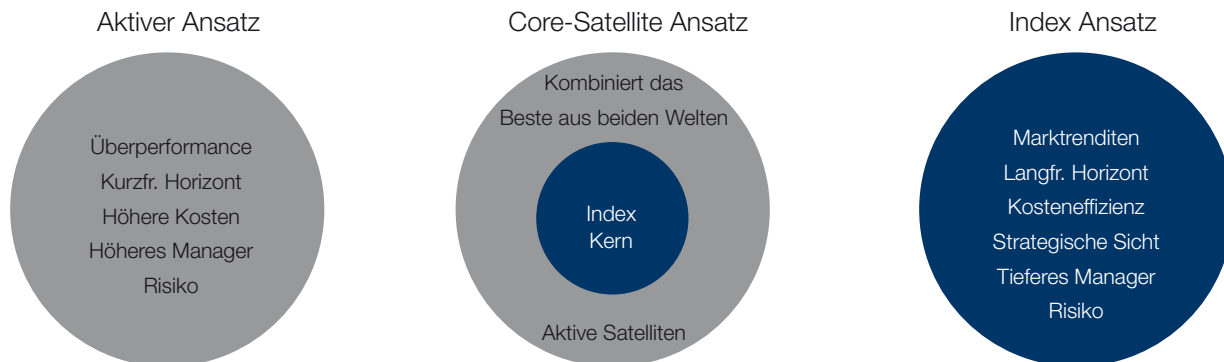 Aktiver Ansatz
Überperformance
Kurzfr. Horizont
Höhere Kosten
Höheres Manager
Risiko
Core-Satellite Ansatz
Kombiniert das
Beste aus beiden Welten
Index
Kern
Aktive Satelliten
Index Ansatz
Marktrenditen
Langfr. Horizont
Kosteneffizienz
Strategische Sicht
Tieferes Manager
Risiko